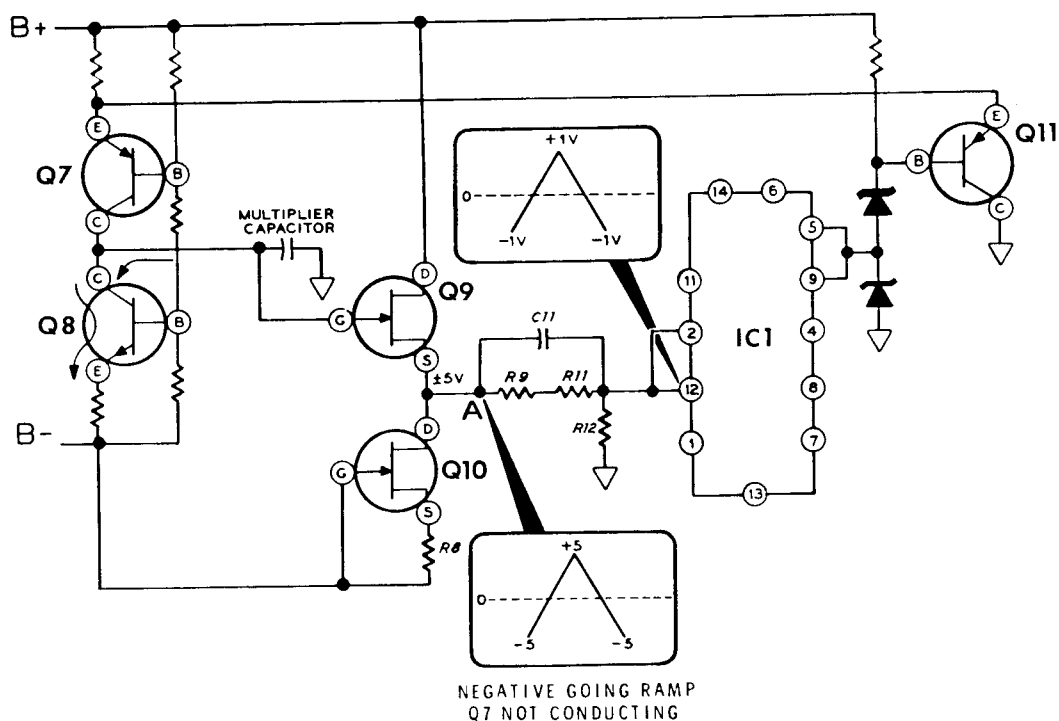 B+
E
Q7
B
C
MULTIPLIER
CAPACITOR
C
Q8
B
E
B-
D
Q9
G
S
±5V
A
D
Q10
G
S
R8
C11
R9
R11
R12
+1V
0
-1V
-1V
14
6
5
11
9
2
IC1
4
12
8
1
7
13
E
Q11
B
C
+5
0
-5
-5
NEGATIVE GOING RAMP
Q7 NOT CONDUCTING